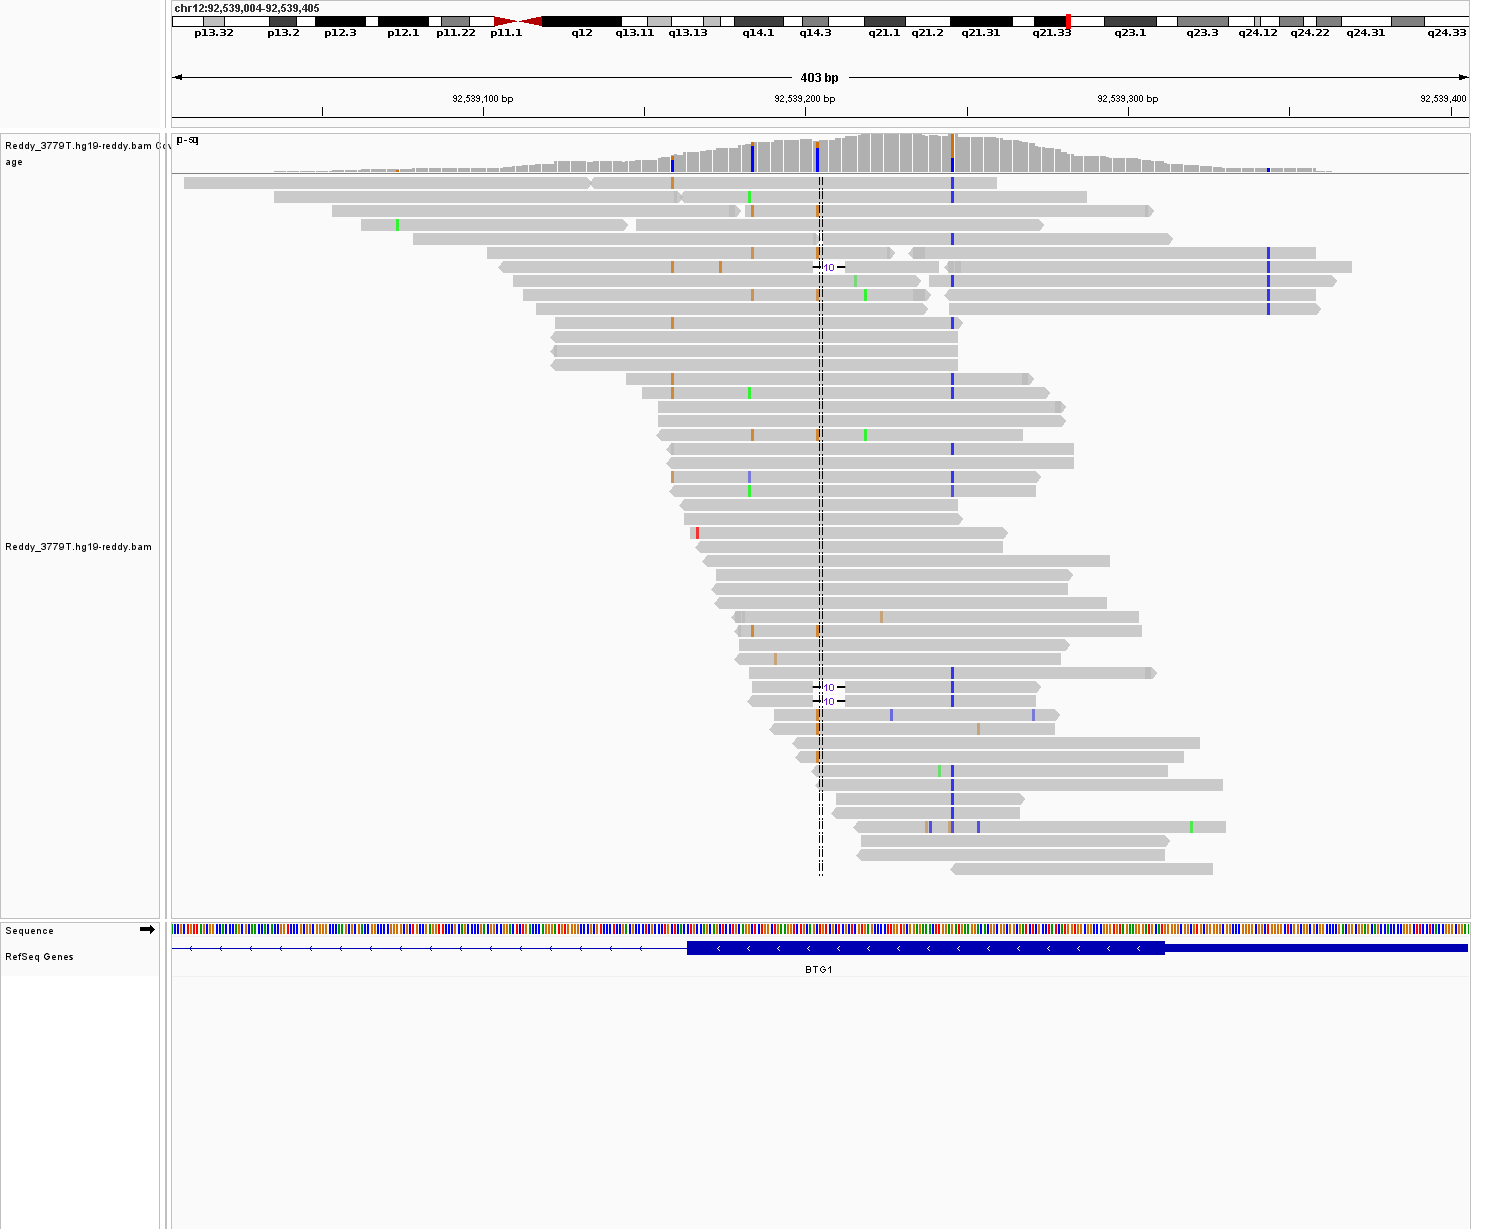 chr12:92,539,004-92,539,405
p13.32 p13.2 p12.3 p12.1 p11.22 p11.1 q12 q13.11 q13.13 q14.1 q14.3 q21.1 q21.2 q21.31 q21.33 q23.1 q23.3 q24.12 q24.22 q24.31 q24.33
403 bp
92,539,100 bp 92,539,200 bp 92,539,300 bp 92,539,400
Reddy_3779T.hg19-reddy.bam Cov
age
10
Reddy_3779T.hg19-reddy.bam
10
10
Sequence
RefSeq Genes
BTG1